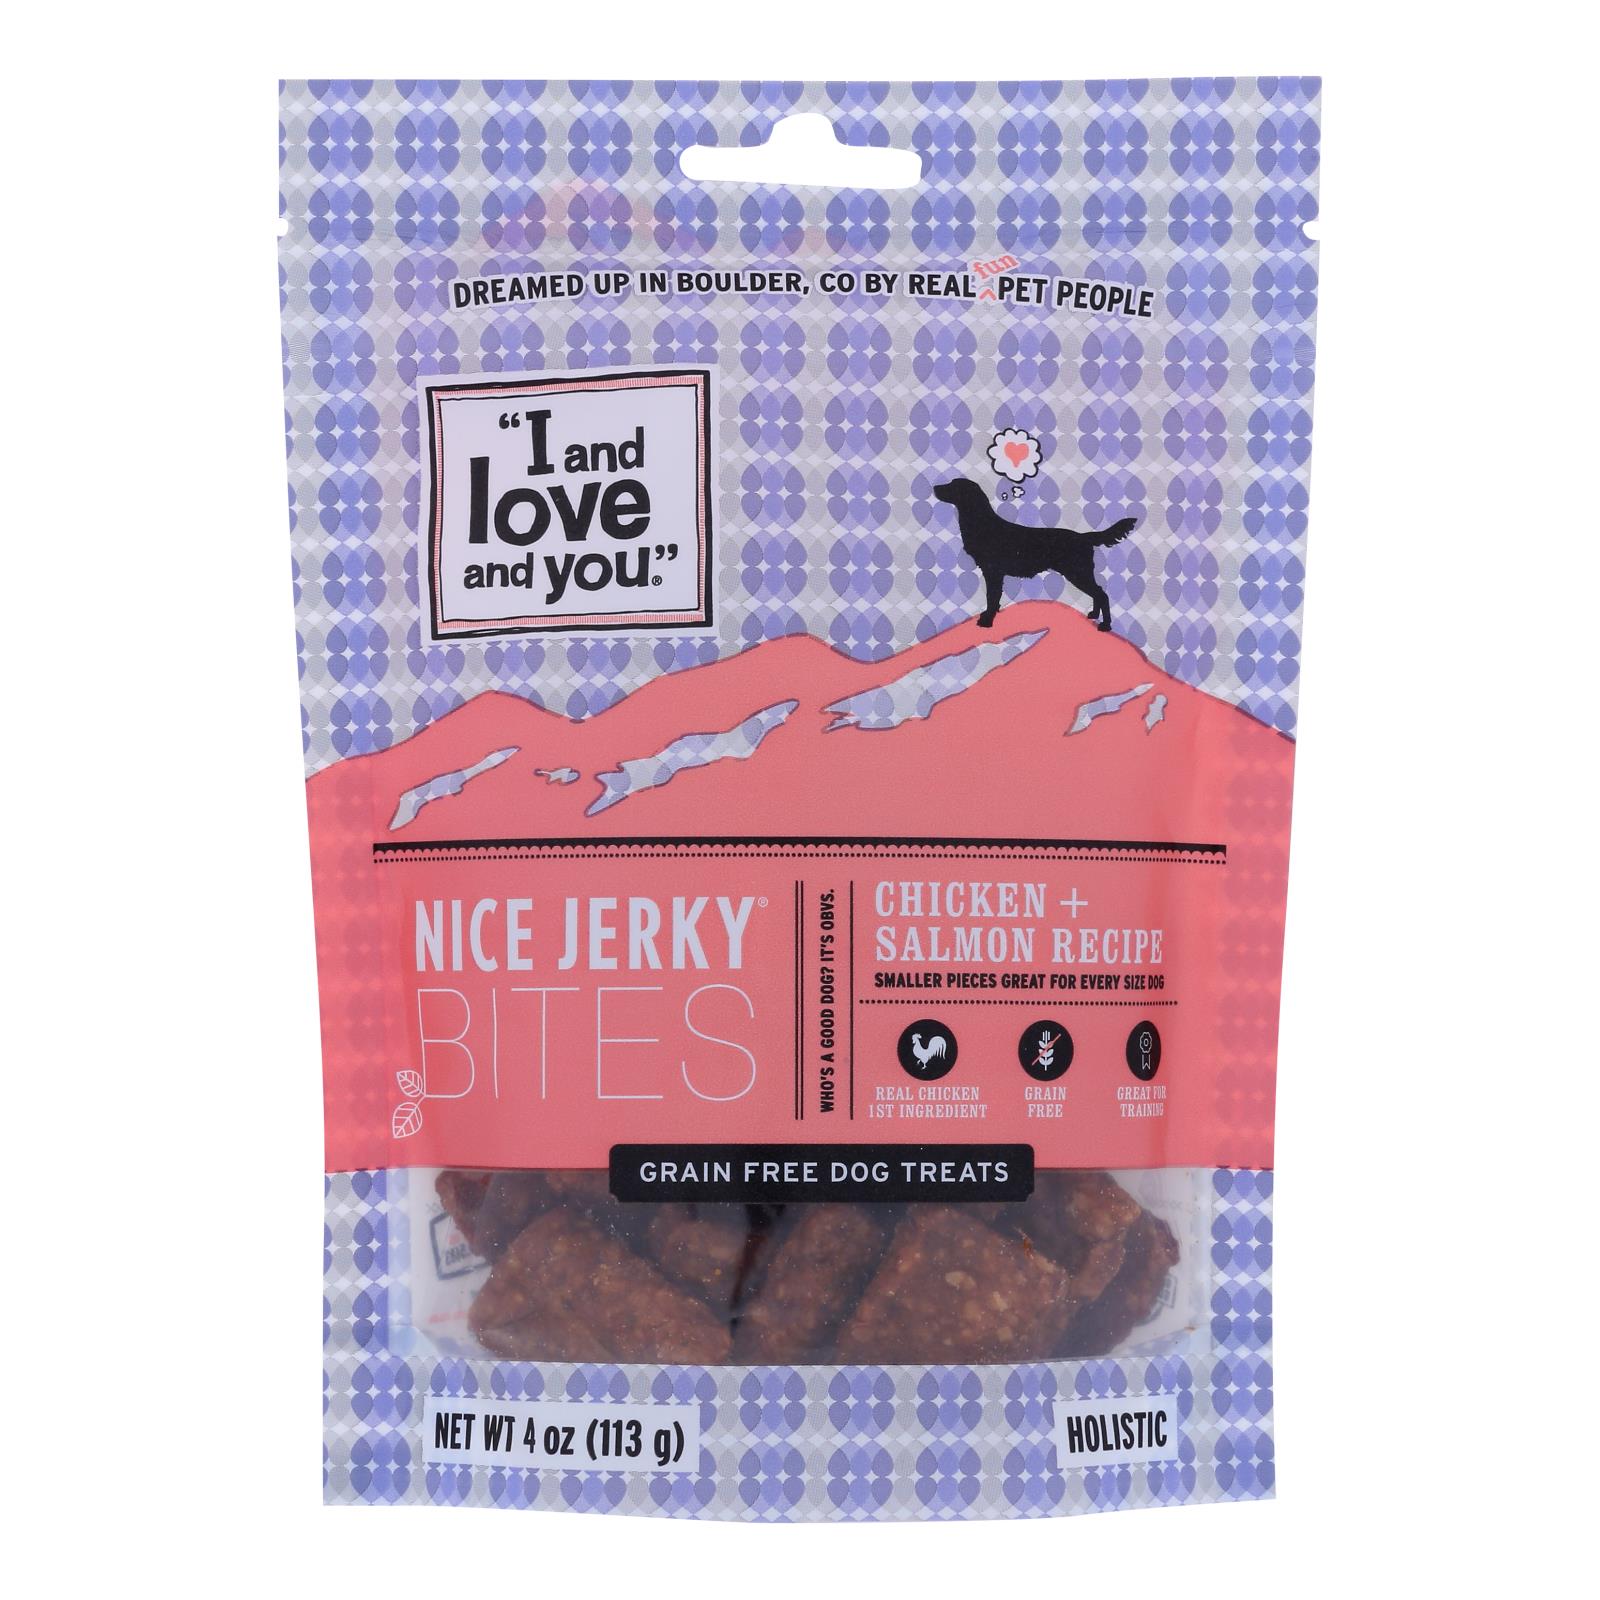 DREAMED UP IN BOULDER, CO BY REAL fun PET PEOPLE
"I and
love
and you"®
NICE JERKY®
BITES
WHO'S A GOOD DOG? IT'S OBVS.
CHICKEN +
SALMON RECIPE
SMALLER PIECES GREAT FOR EVERY SIZE DOG
REAL CHICKEN
1ST INGREDIENT
GRAIN
FREE
GREAT FOR
TRAINING
GRAIN FREE DOG TREATS
NET WT 4 oz (113 g)
HOLISTIC